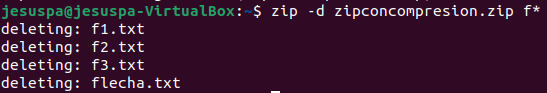 jesuspa@jesuspa-VirtualBox:~$ zip -d zipconcompresion.zip f*
deleting: f1.txt
deleting: f2.txt
deleting: f3.txt
deleting: flecha.txt